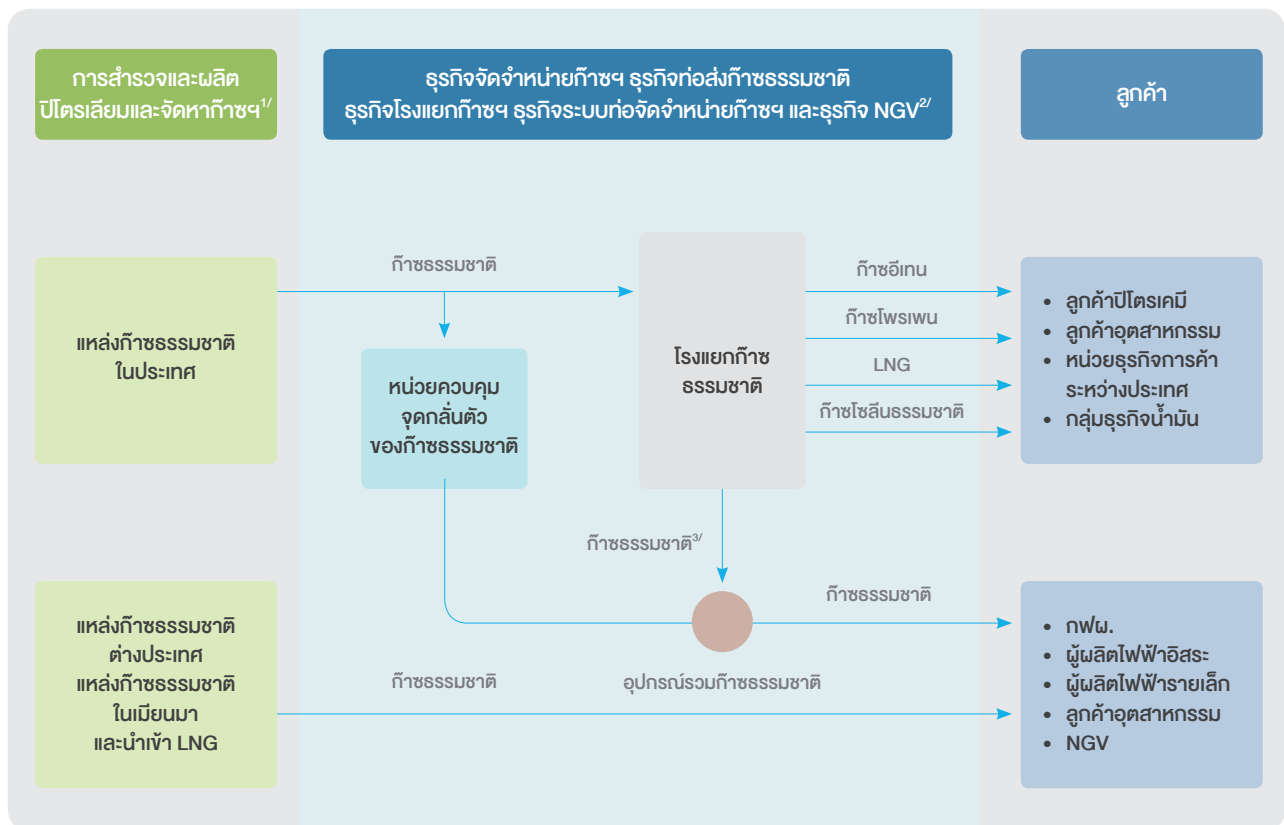 การสำรวจและผลิต
ปิโตรเลียมและจัดหาก๊าซฯ1/
ธุรกิจจัดจำหน่ายก๊าซฯ ธุรกิจท่อส่งก๊าซธรรมชาติ
ธุรกิจโรงแยกก๊าซฯ ธุรกิจระบบท่อจัดจำหน่ายก๊าซฯ และธุรกิจ NGV2/
ลูกค้า
แหล่งก๊าซธรรมชาติ
ในประเทศ
ก๊าซธรรมชาติ
หน่วยควบคุม
จุดกลั่นตัว
ของก๊าซธรรมชาติ
โรงแยกก๊าซ
ธรรมชาติ
ก๊าซอีเทน
ก๊าซโพรเพน
LNG
ก๊าซโซลีนธรรมชาติ
• ลูกค้าปิโตรเคมี
• ลูกค้าอุตสาหกรรม
• หน่วยธุรกิจการค้า
ระหว่างประเทศ
• กลุ่มธุรกิจน้ำมัน
ก๊าซธรรมชาติ3/
แหล่งก๊าซธรรมชาติ
ต่างประเทศ
แหล่งก๊าซธรรมชาติ
ในเมียนมา
และนำเข้า LNG
ก๊าซธรรมชาติ
อุปกรณ์รวมก๊าซธรรมชาติ
ก๊าซธรรมชาติ
• กฟผ.
• ผู้ผลิตไฟฟ้าอิสระ
• ผู้ผลิตไฟฟ้ารายเล็ก
• ลูกค้าอุตสาหกรรม
• NGV